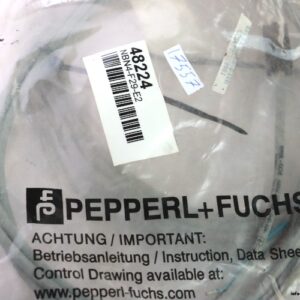 48224
NBN4-F29-E2
17557
PEPPERL+FUCHS
ACHTUNG / IMPORTANT:
Betriebsanleitung / Instruction, Data Shee
Control Drawing available at:
www.pepperl-fuchs.com